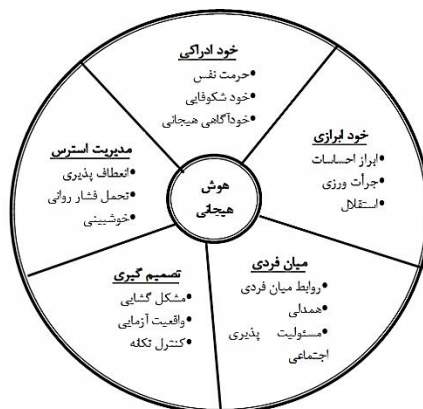 خود ادراکی
•حرمت نفس
•خود شکوفایی
•خودآگاهی هیجانی
خود ابرازی
•ابراز احساسات
•جرأت ورزی
•استقلال
مدیریت استرس
•انعطاف پذیری
•تحمل فشار روانی
•خوشبینی
هوش
هیجانی
میان فردی
•روابط میان فردی
•همدلی
•مسئولیت پذیری
اجتماعی
تصمیم گیری
•مشکل گشایی
•واقعیت آزمایی
•کنترل تکانه